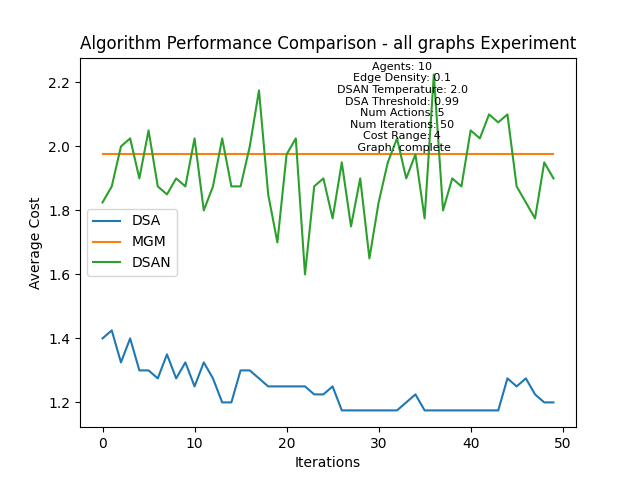 Algorithm Performance Comparison - all graphs Experiment
Agents: 10
Edge Density: 0.1
DSAN Temperature: 2.0
DSA Threshold: 0.99
Num Actions: 5
Num Iterations: 50
Cost Range: 4
Graph: complete
Average Cost
2.2
2.0
1.8
1.6
1.4
1.2
DSA
MGM
DSAN
0 10 20 30 40 50
Iterations